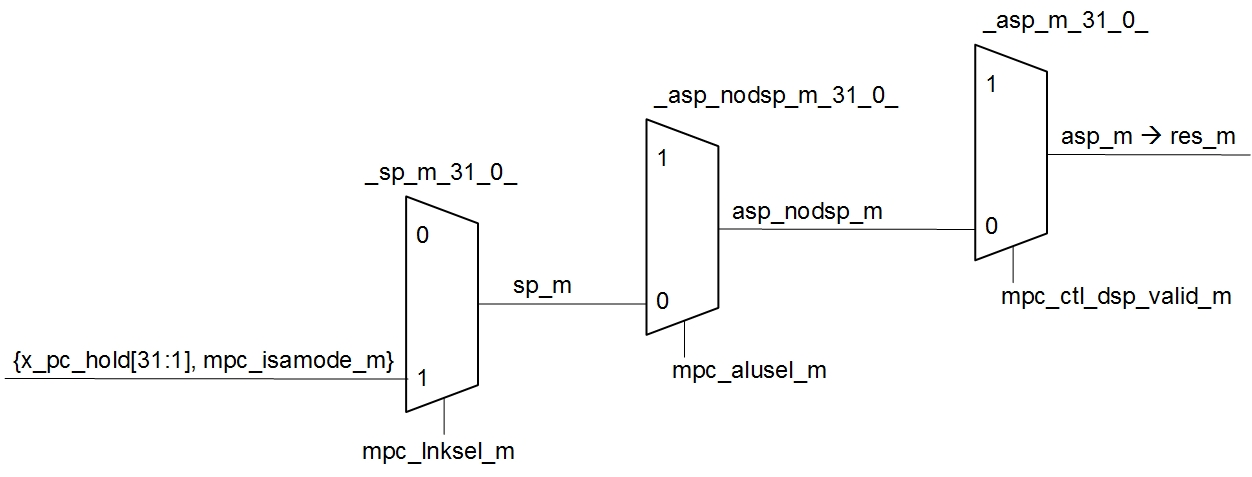 _asp_m_31_0_
1
asp_m → res_m
0
mpc_ctl_dsp_valid_m
_asp_nodsp_m_31_0_
1
asp_nodsp_m
0
mpc_alusel_m
_sp_m_31_0_
0
sp_m
{x_pc_hold[31:1], mpc_isamode_m}
1
mpc_lnksel_m